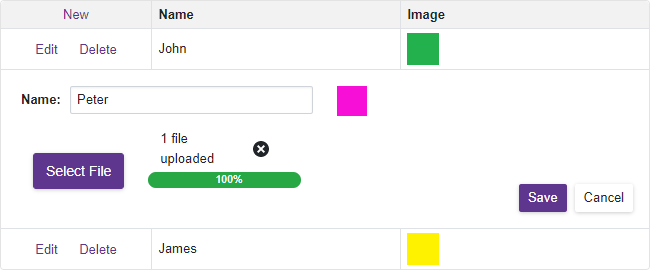 New Name Image
Edit Delete John
Name: Peter
1 file
uploaded
Select File
100%
Save Cancel
Edit Delete James